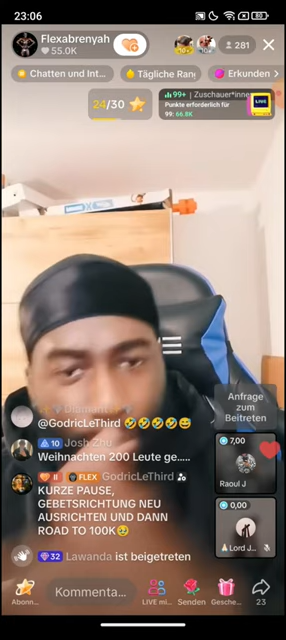 23:06
80
Flexabrenyah
55.0K
281
Chatten und Int...
Tägliche Rang
Erkunden >
24/30
99+ | Zuschauer*inne
Punkte erforderlich für
99: 66.8K
LIVE
Anfrage
zum
Beitreten
@GodricLeThird 🤣🤣🤣🤣😅
10 Josh Zhu
Weihnachten 200 Leute ge.....
7,00
Raoul J
II FLEX GodricLeThird
KURZE PAUSE,
GEBETSRICHTUNG NEU
AUSRICHTEN UND DANN
ROAD TO 100K🥹
0,00
Lord J...
32 Lawanda ist beigetreten
Kommenta...
Abonn...
LIVE mi...
Senden
Gesche...
23